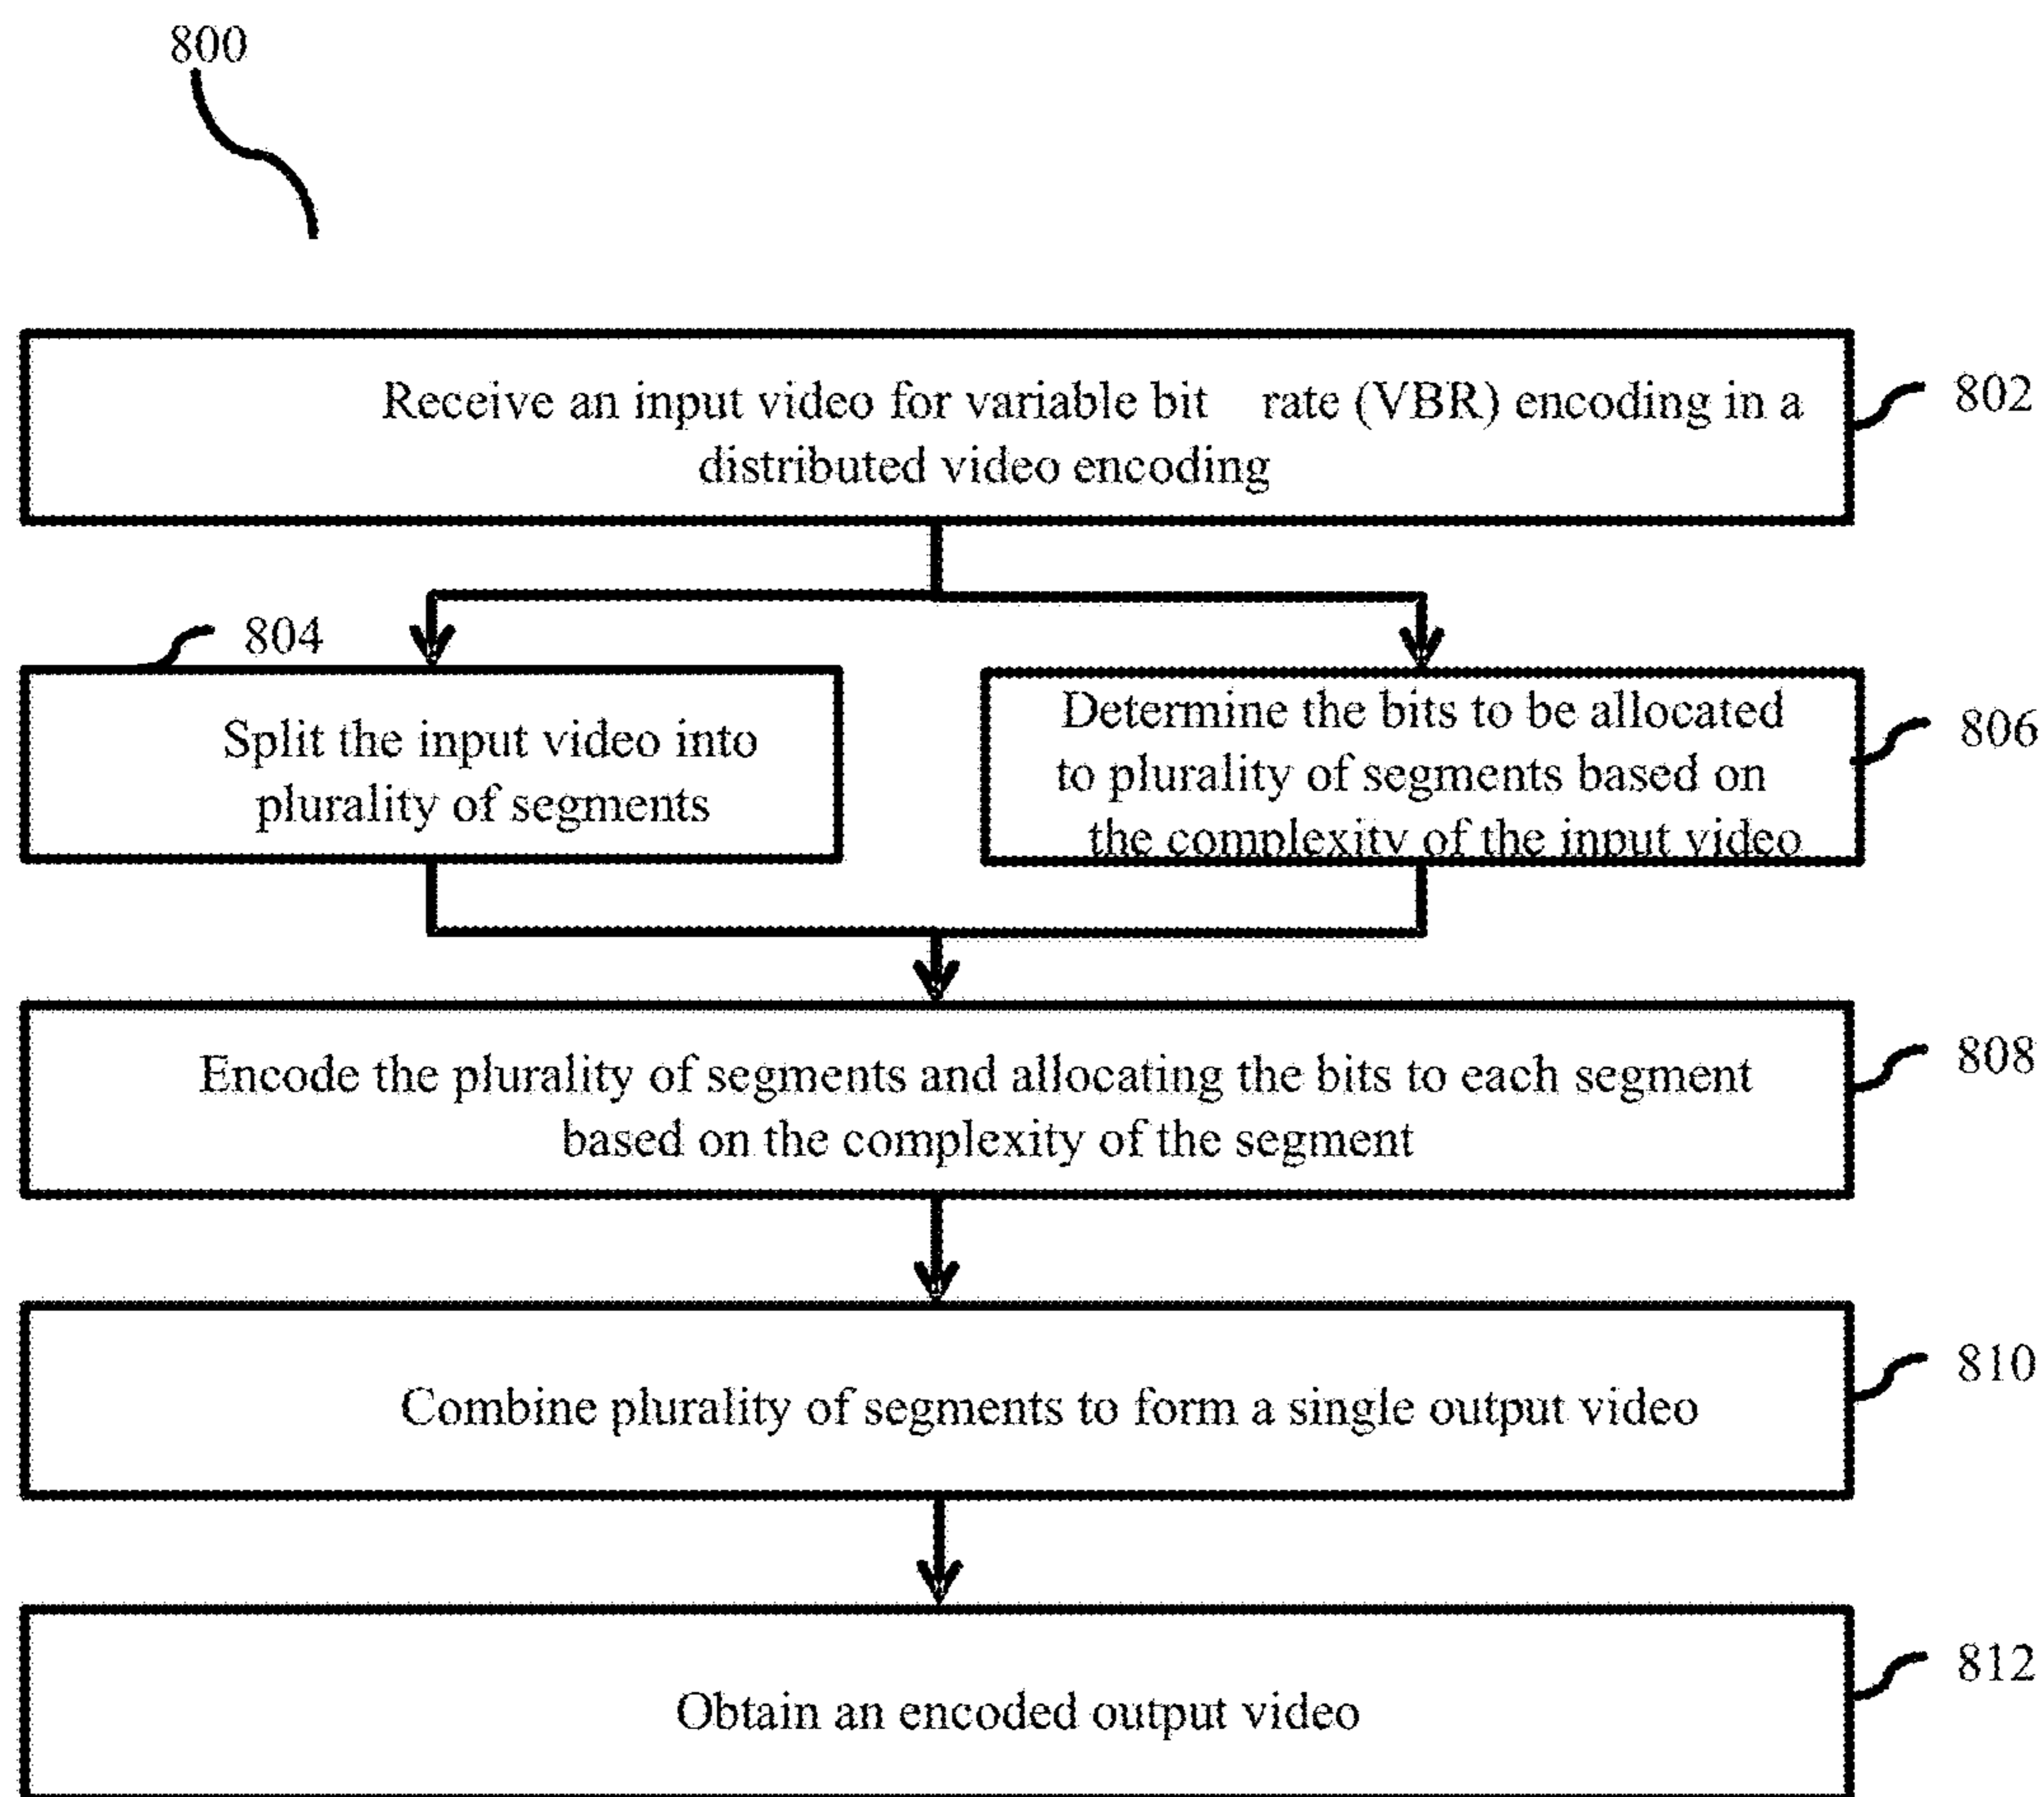 800
Receive an input video for variable bit rate (VBR) encoding in a
distributed video encoding
802
804
Split the input video into
plurality of segments
Determine the bits to be allocated
to plurality of segments based on
the complexity of the input video
806
Encode the plurality of segments and allocating the bits to each segment
based on the complexity of the segment
808
Combine plurality of segments to form a single output video
810
Obtain an encoded output video
812